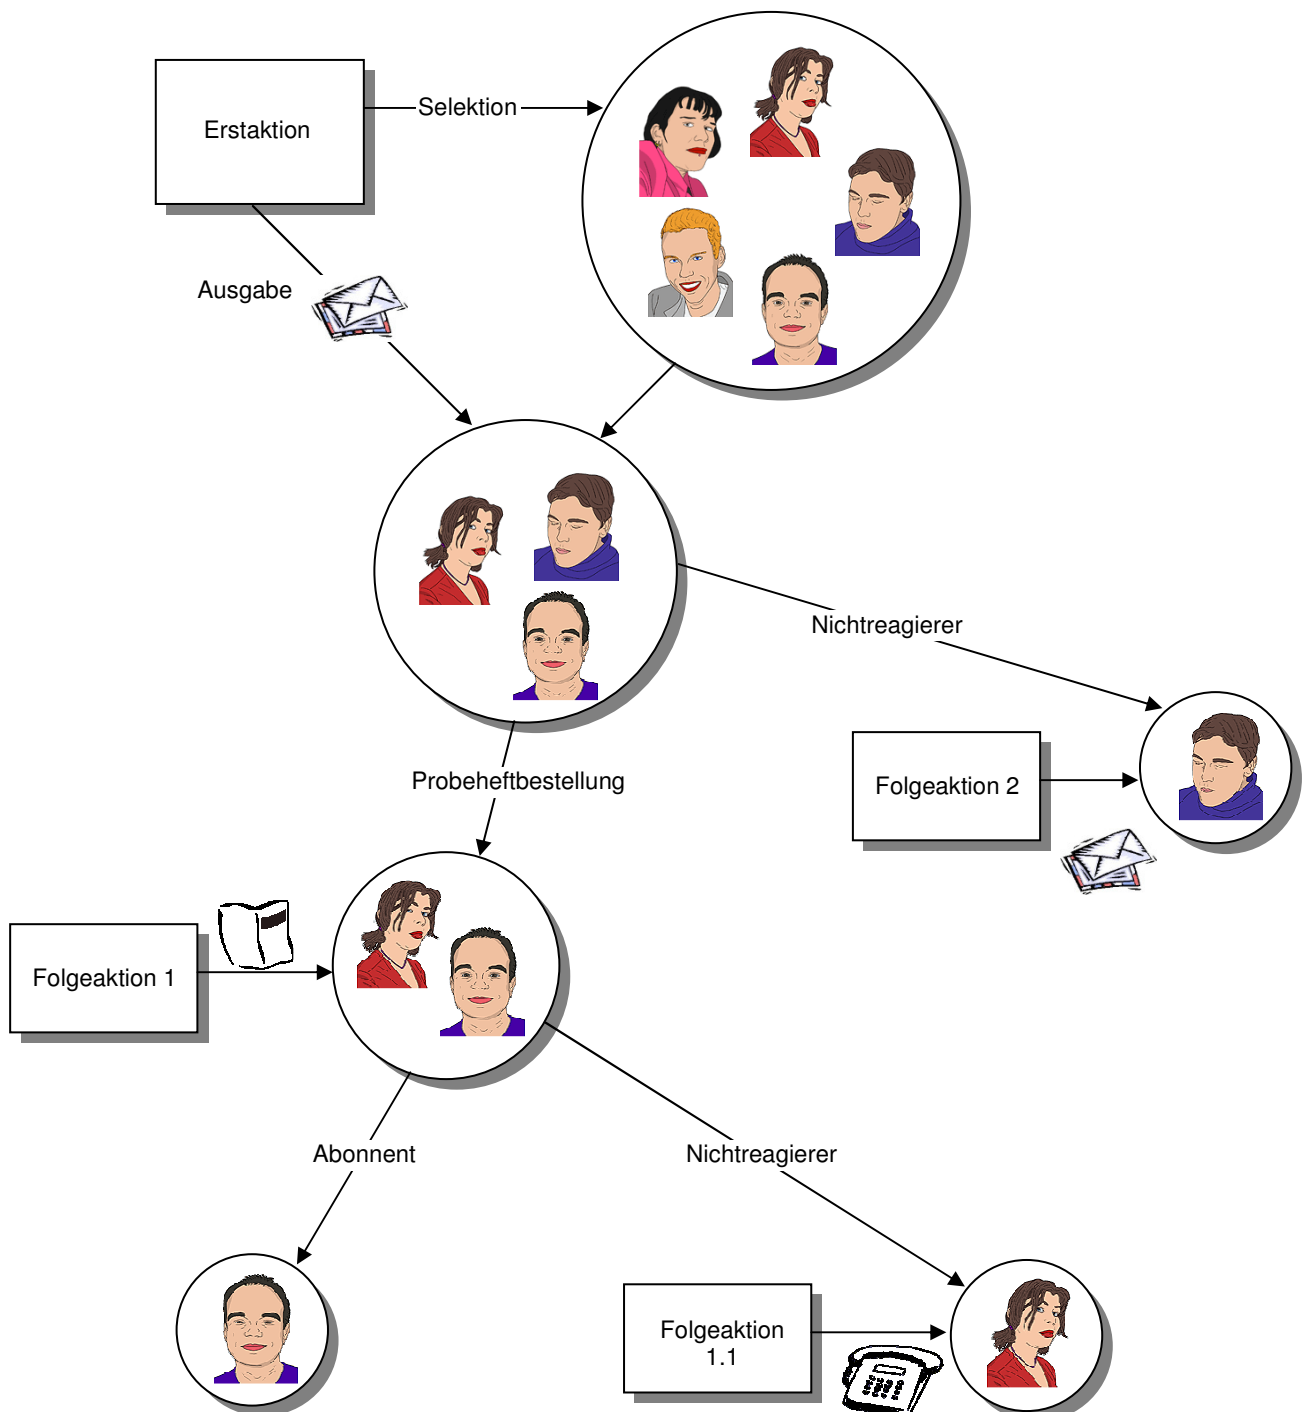 Erstaktion
Selektion
Ausgabe
Nichtreagierer
Folgeaktion 2
Probeheftbestellung
Folgeaktion 1
Abonnent
Nichtreagierer
Folgeaktion
1.1